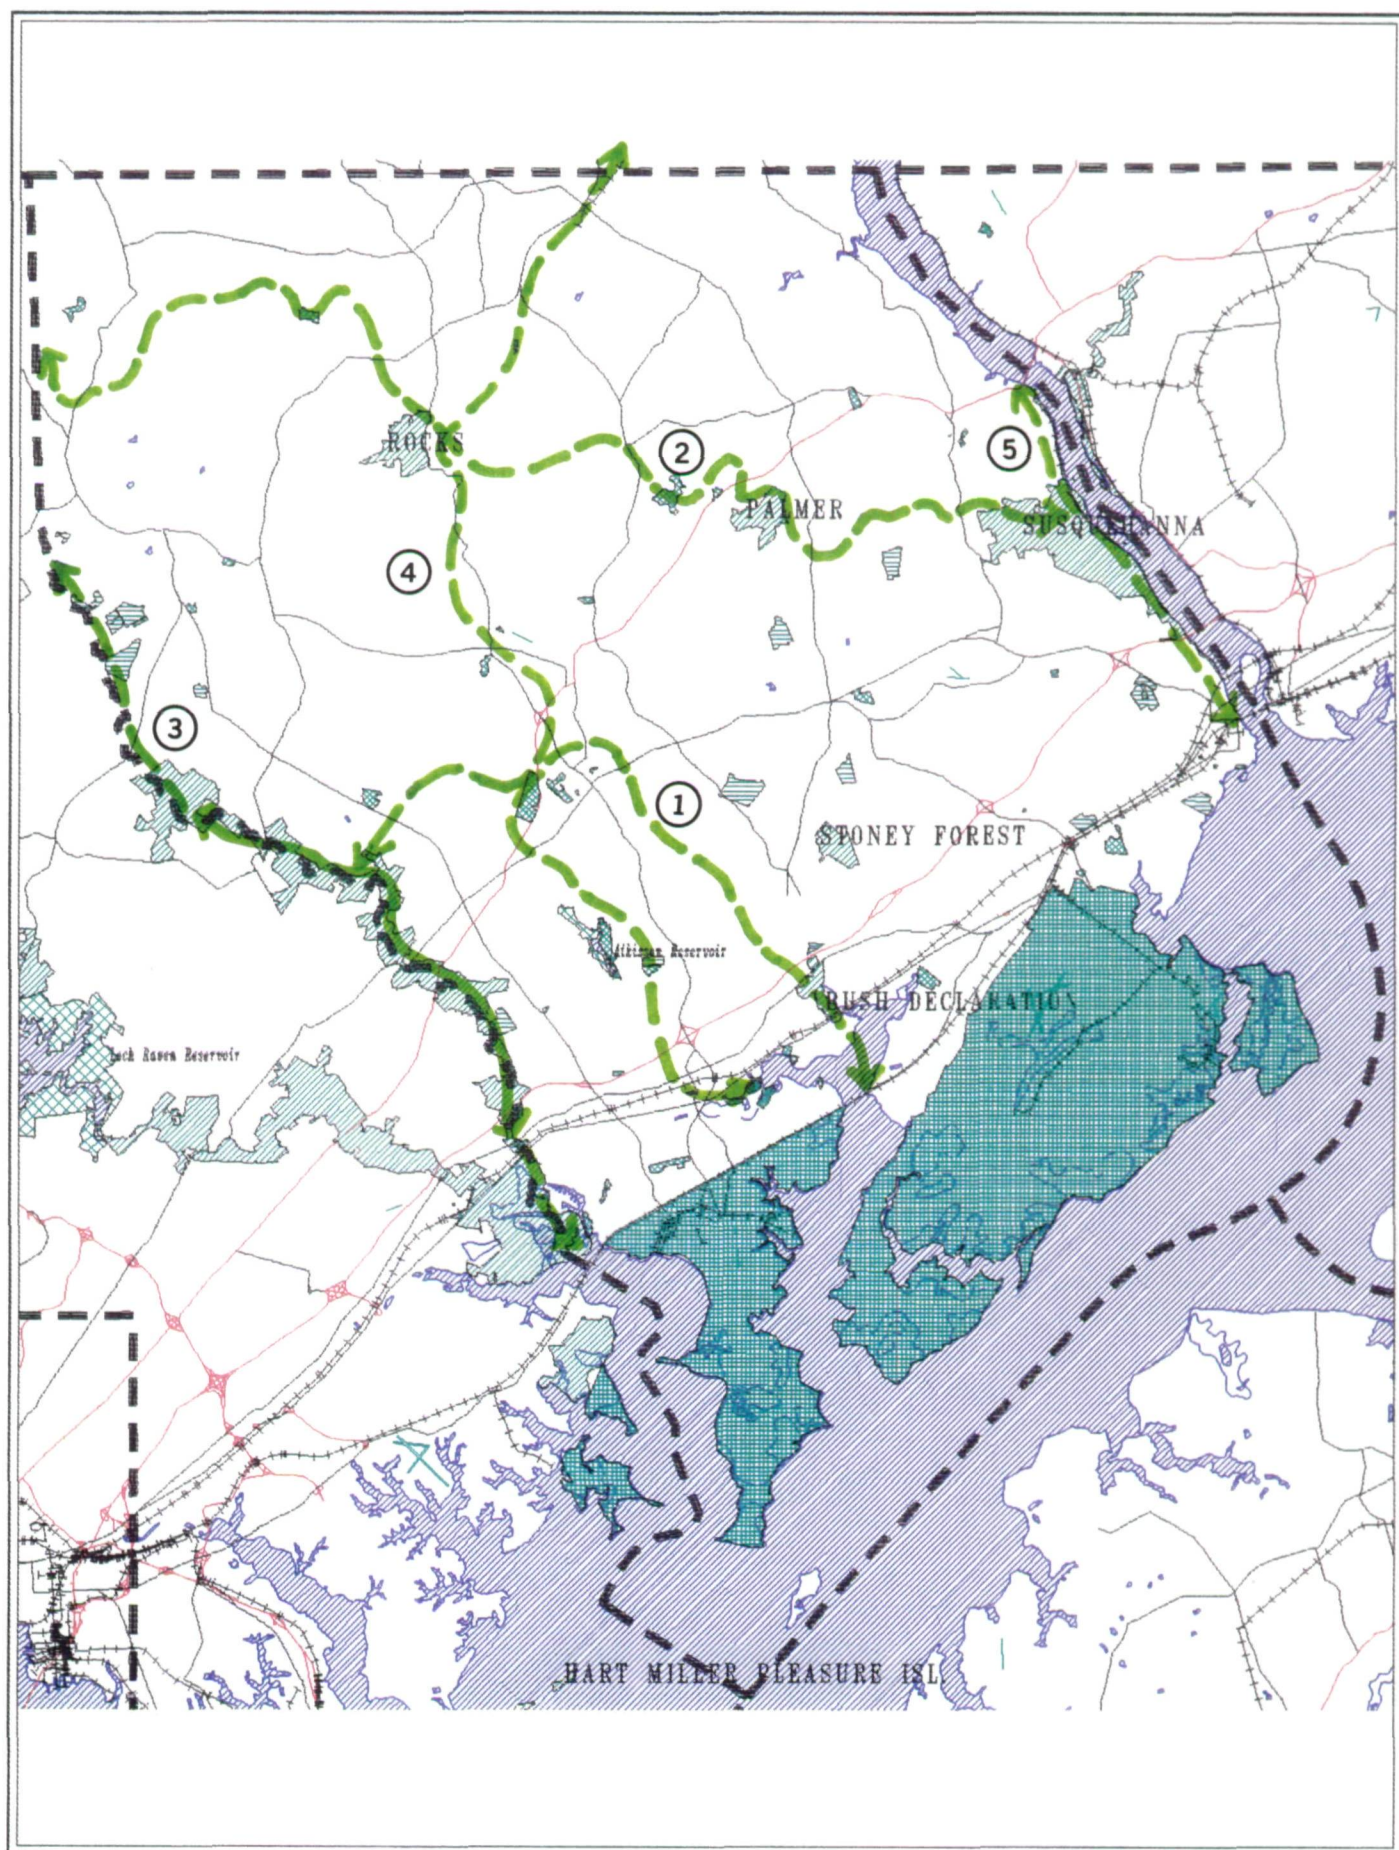 ROCKS
2
5
PALMER
SUSQUEHANNA
4
3
1
STONEY FOREST
Atkisson Reservoir
BUSH DECLARATION
Loch Raven Reservoir
HART MILLER PLEASURE ISL.